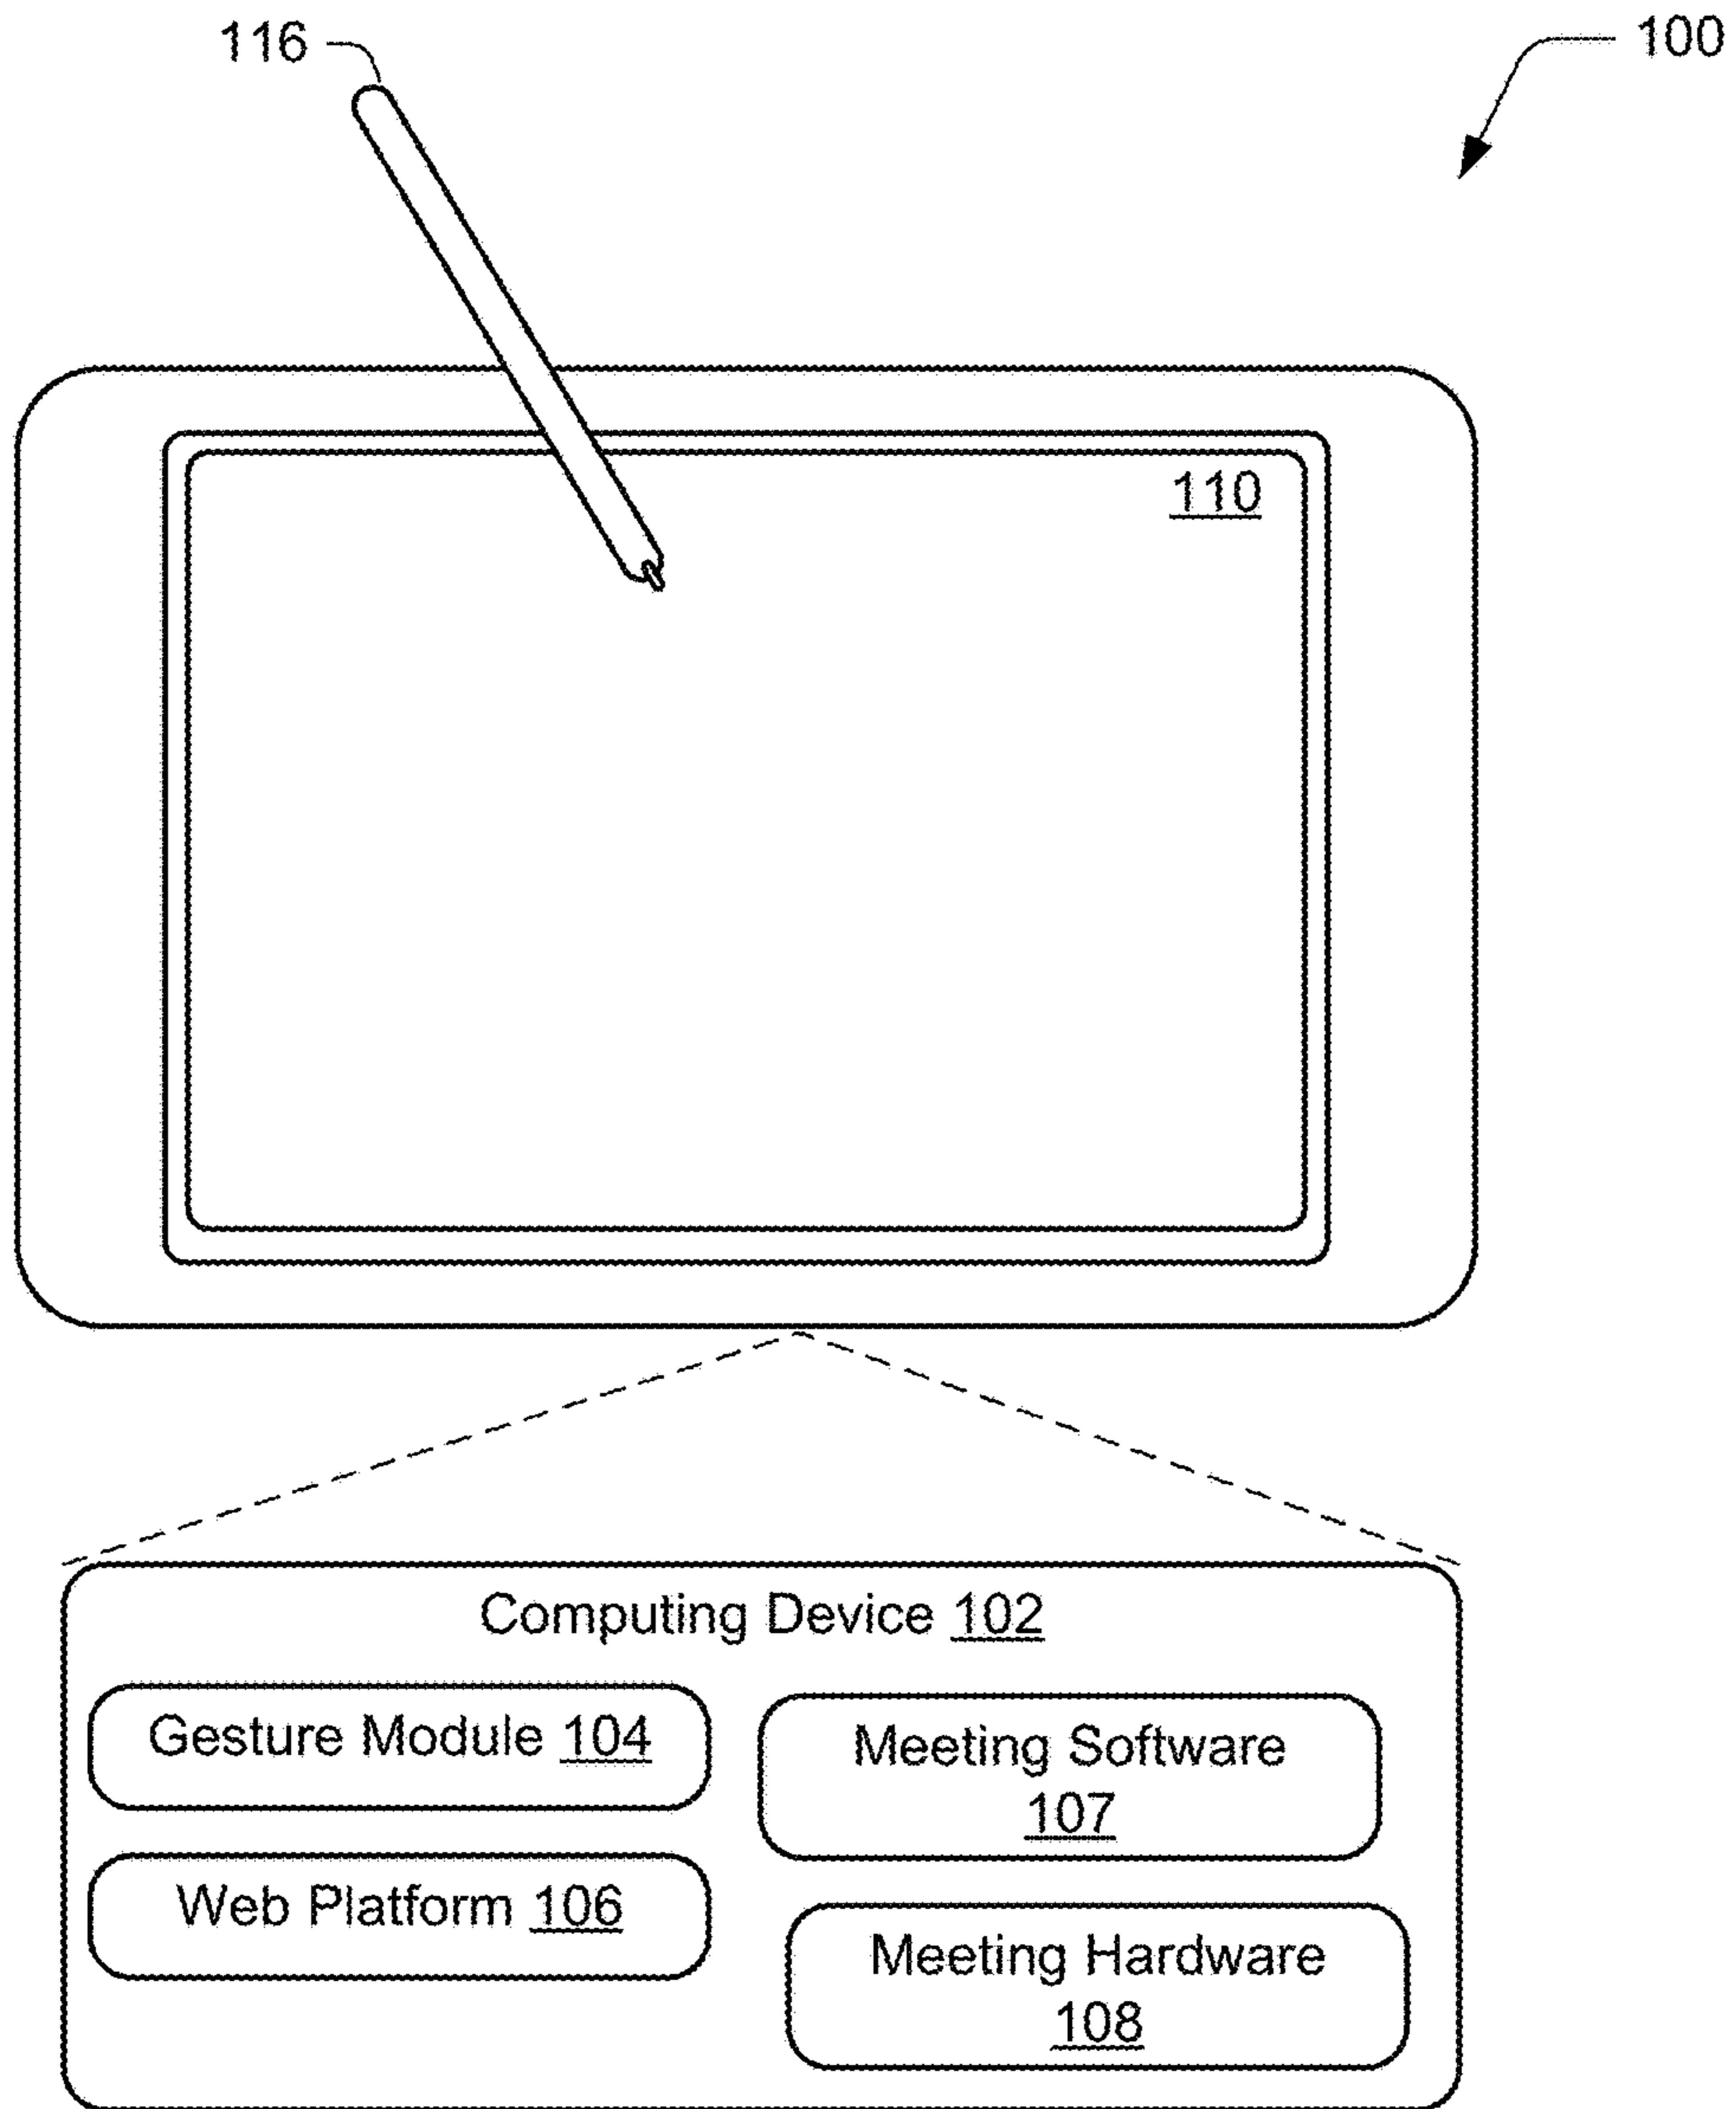 116
100
110
Computing Device 102
Gesture Module 104
Meeting Software
107
Web Platform 106
Meeting Hardware
108